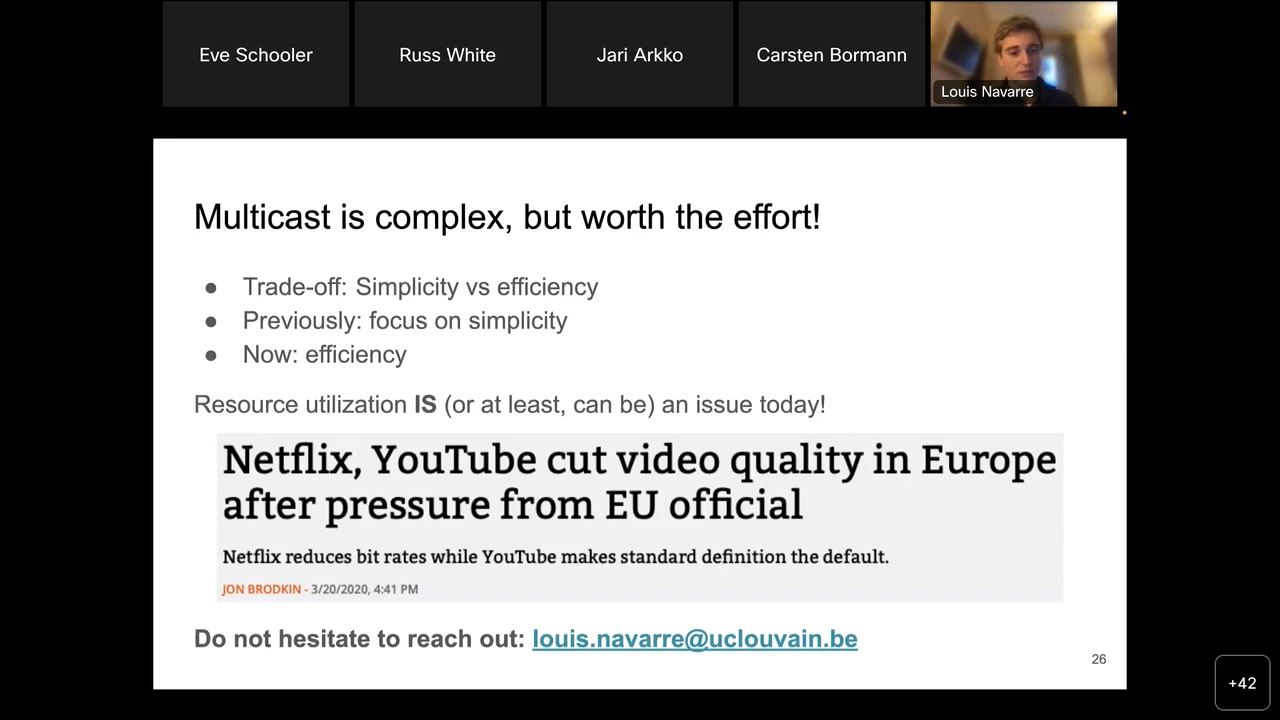 Eve Schooler
Russ White
Jari Arkko
Carsten Bormann
Louis Navarre
Multicast is complex, but worth the effort!
● Trade-off: Simplicity vs efficiency
● Previously: focus on simplicity
● Now: efficiency
Resource utilization IS (or at least, can be) an issue today!
Netflix, YouTube cut video quality in Europe
after pressure from EU official
Netflix reduces bit rates while YouTube makes standard definition the default.
JON BRODKIN - 3/20/2020, 4:41 PM
Do not hesitate to reach out: louis.navarre@uclouvain.be
26
+42